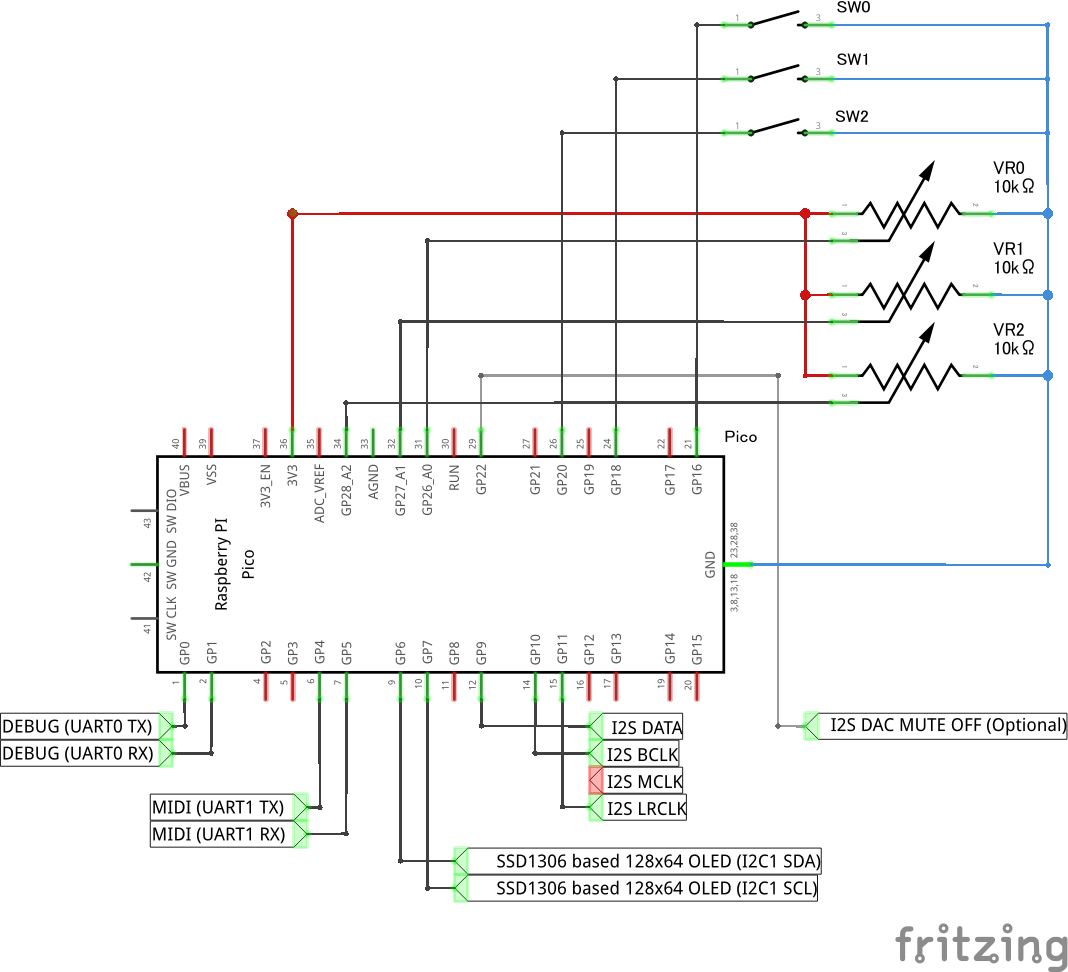 SW0
1
3
SW1
1
3
SW2
1
3
VR0
10kΩ
1
2
3
VR1
10kΩ
1
2
3
VR2
10kΩ
1
2
3
Pico
40
39
37
36
35
34
33
32
31
30
29
27
26
25
24
22
21
VBUS
VSS
3V3_EN
3V3
ADC_VREF
GP28_A2
AGND
GP27_A1
GP26_A0
RUN
GP22
GP21
GP20
GP19
GP18
GP17
GP16
43
SW DIO
42
SW GND
41
SW CLK
Raspberry PI
Pico
GND
23,28,38
3,8,13,18
GP0
GP1
GP2
GP3
GP4
GP5
GP6
GP7
GP8
GP9
GP10
GP11
GP12
GP13
GP14
GP15
1
2
4
5
6
7
9
10
11
12
14
15
16
17
19
20
DEBUG (UART0 TX)
DEBUG (UART0 RX)
I2S DATA
I2S BCLK
I2S MCLK
I2S LRCLK
I2S DAC MUTE OFF (Optional)
MIDI (UART1 TX)
MIDI (UART1 RX)
SSD1306 based 128x64 OLED (I2C1 SDA)
SSD1306 based 128x64 OLED (I2C1 SCL)
fritzing